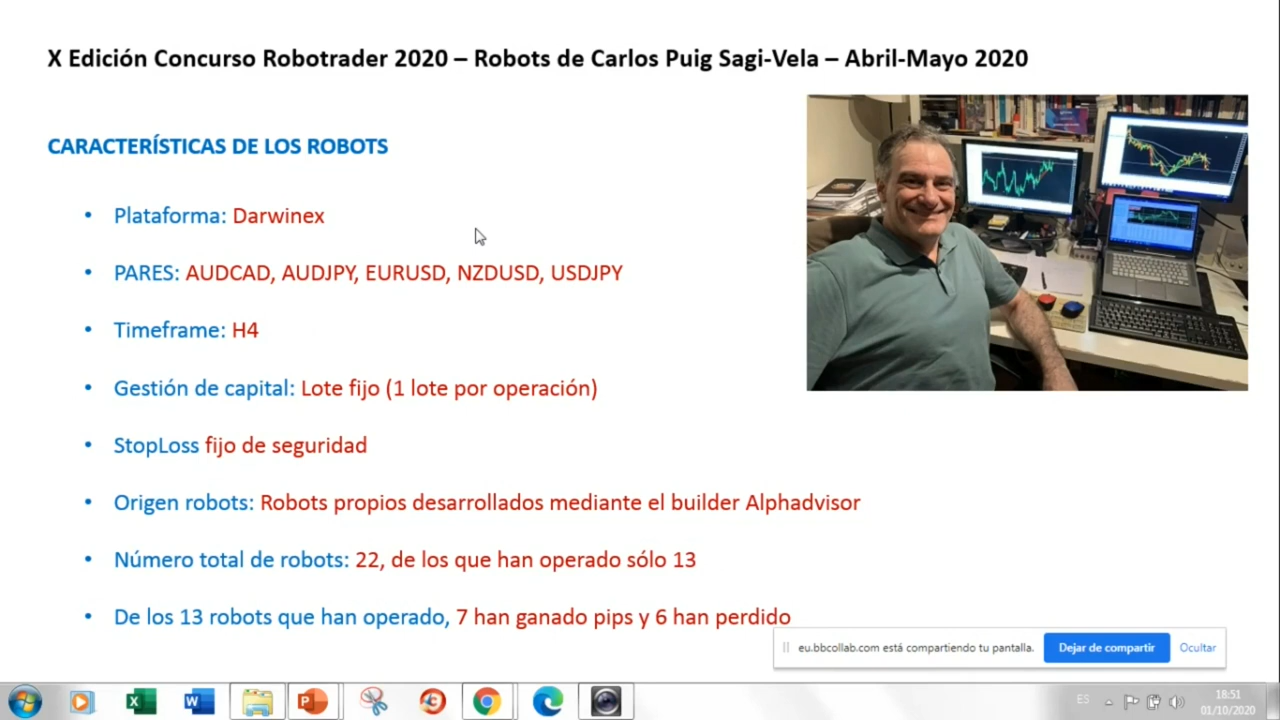 X Edición Concurso Robotrader 2020 – Robots de Carlos Puig Sagi-Vela – Abril-Mayo 2020
CARACTERÍSTICAS DE LOS ROBOTS
• Plataforma: Darwinex
• PARES: AUDCAD, AUDJPY, EURUSD, NZDUSD, USDJPY
• Timeframe: H4
• Gestión de capital: Lote fijo (1 lote por operación)
• StopLoss fijo de seguridad
• Origen robots: Robots propios desarrollados mediante el builder Alphadvisor
• Número total de robots: 22, de los que han operado sólo 13
• De los 13 robots que han operado, 7 han ganado pips y 6 han perdido
eu.bbcollab.com está compartiendo tu pantalla. Dejar de compartir Ocultar
ES 18:51
01/10/2020